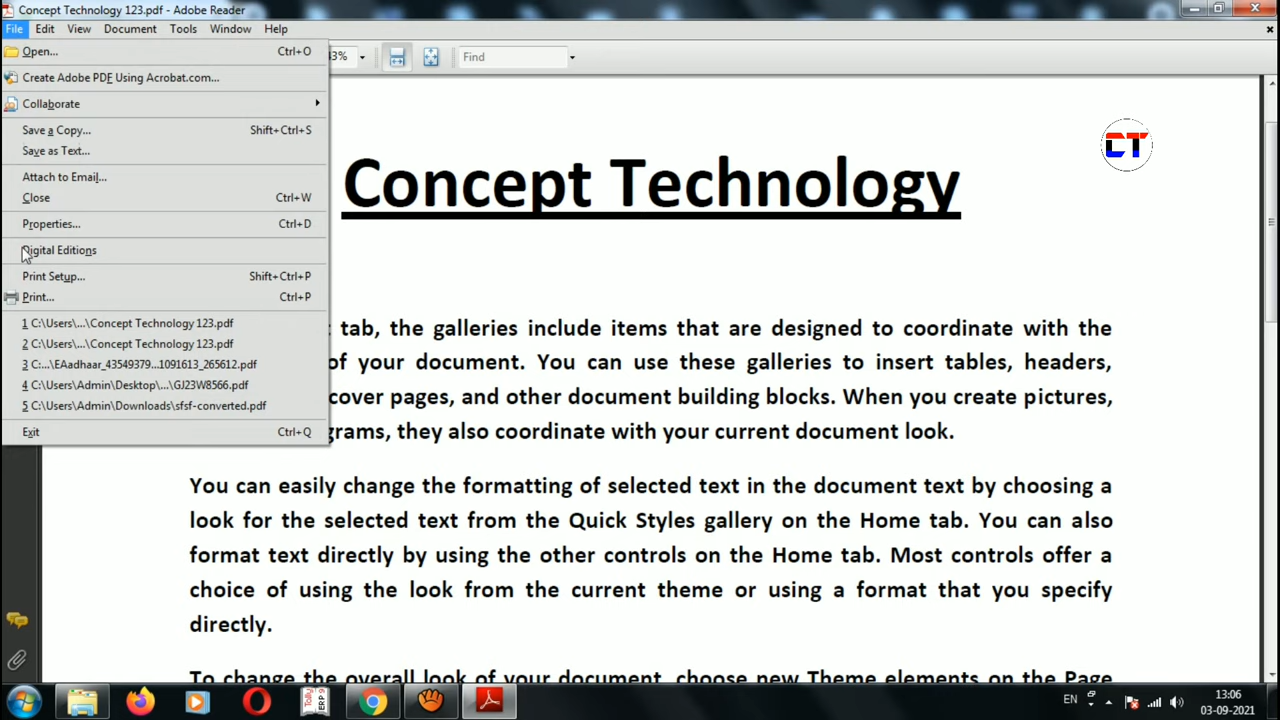 Concept Technology 123.pdf - Adobe Reader
File Edit View Document Tools Window Help
Open... Ctrl+O
Create Adobe PDF Using Acrobat.com...
Collaborate
Save a Copy... Shift+Ctrl+S
Save as Text...
Attach to Email...
Close Ctrl+W
Properties... Ctrl+D
Digital Editions
Print Setup... Shift+Ctrl+P
Print... Ctrl+P
1 C:\Users\...\Concept Technology 123.pdf
2 C:\Users\...\Concept Technology 123.pdf
3 C:\...\EAadhaar_43549379...1091613_265612.pdf
4 C:\Users\Admin\Desktop\...\GJ23W8566.pdf
5 C:\Users\Admin\Downloads\sfsf-converted.pdf
Exit Ctrl+Q
3%
Find
CT
Concept Technology
tab, the galleries include items that are designed to coordinate with the
of your document. You can use these galleries to insert tables, headers,
cover pages, and other document building blocks. When you create pictures,
grams, they also coordinate with your current document look.
You can easily change the formatting of selected text in the document text by choosing a
look for the selected text from the Quick Styles gallery on the Home tab. You can also
format text directly by using the other controls on the Home tab. Most controls offer a
choice of using the look from the current theme or using a format that you specify
directly.
To change the overall look of your document, choose new Theme elements on the Page
Tally
ERP 9
EN
13:06
03-09-2021